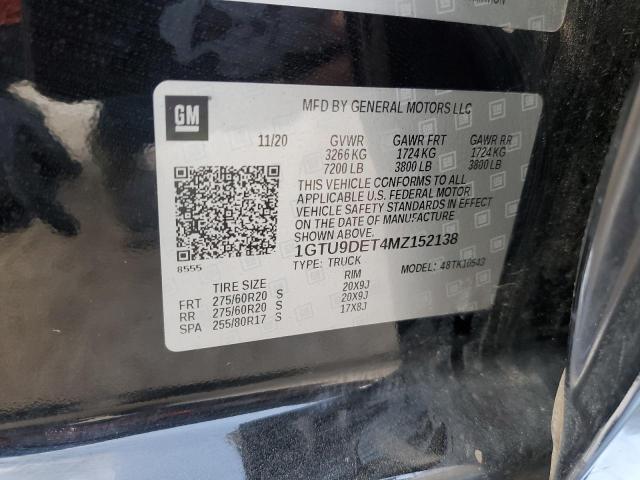 GM
MFD BY GENERAL MOTORS LLC
11/20 GVWR GAWR FRT GAWR RR
3266 KG 1724 KG 1724 KG
7200 LB 3800 LB 3800 LB
THIS VEHICLE CONFORMS TO ALL
APPLICABLE U.S. FEDERAL MOTOR
VEHICLE SAFETY STANDARDS IN EFFECT
ON THE DATE OF MANUFACTURE
SHOWN ABOVE.
1GTU9DET4MZ152138
8555
TYPE: TRUCK MODEL: 48TK10543
TIRE SIZE RIM
FRT 275/60R20 S 20X9J
RR 275/60R20 S 20X9J
SPA 255/80R17 S 17X8J